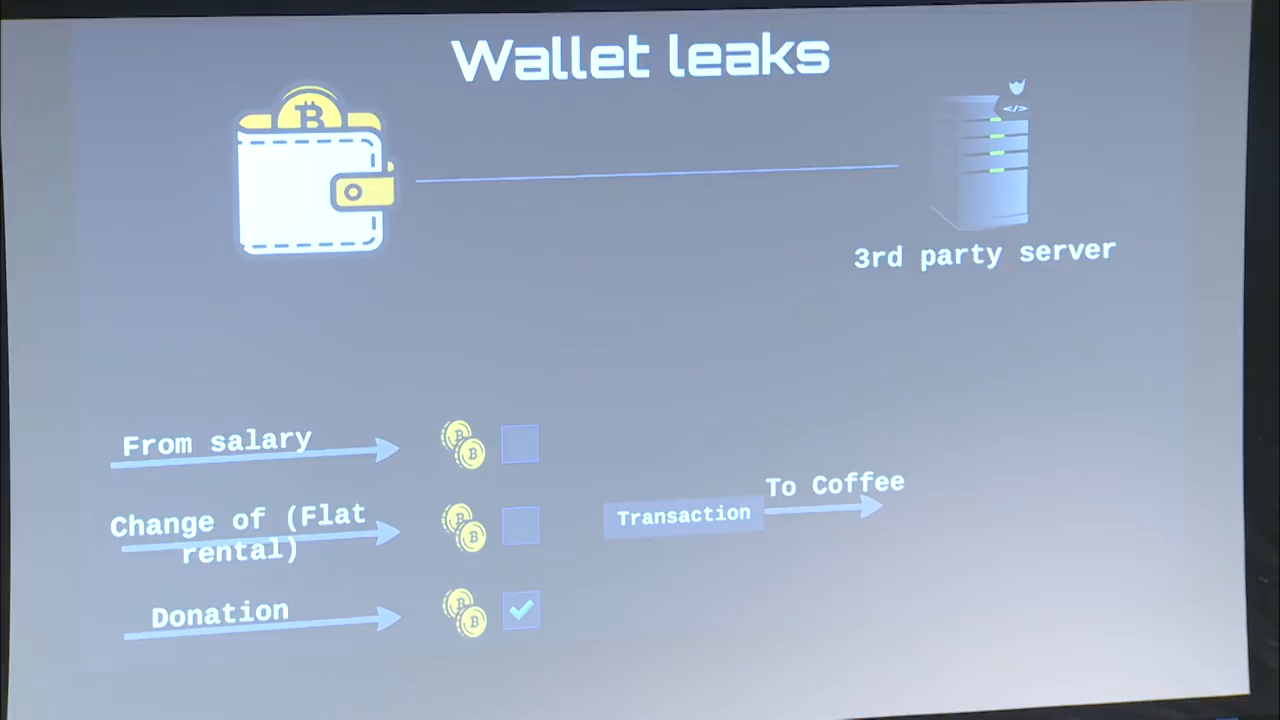 Wallet leaks
</>
3rd party server
From salary
Change of (Flat
rental)
Donation
Transaction
To Coffee